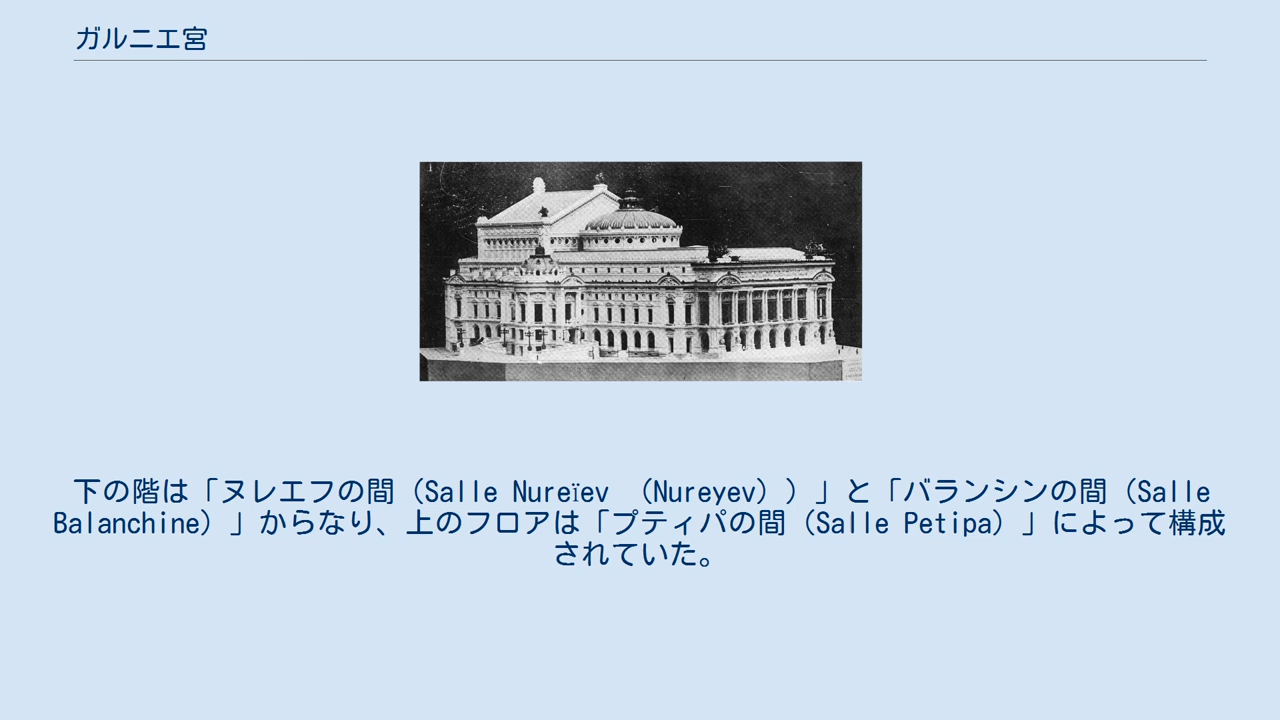 ガルニエ宮
下の階は「ヌレエフの間（Salle Nureïev （Nureyev））」と「バランシンの間（Salle
Balanchine）」からなり、上のフロアは「プティパの間（Salle Petipa）」によって構成
されていた。